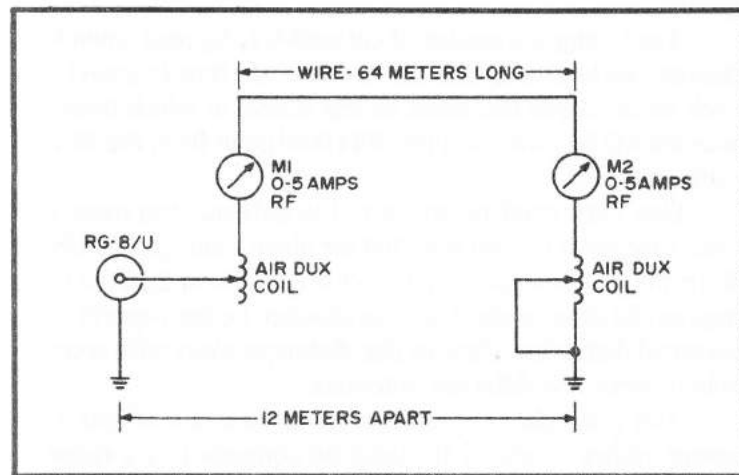 WIRE- 64 METERS LONG
M1
0-5 AMPS
RF
M2
0-5 AMPS
RF
RG-8/U
AIR DUX
COIL
AIR DUX
COIL
12 METERS APART